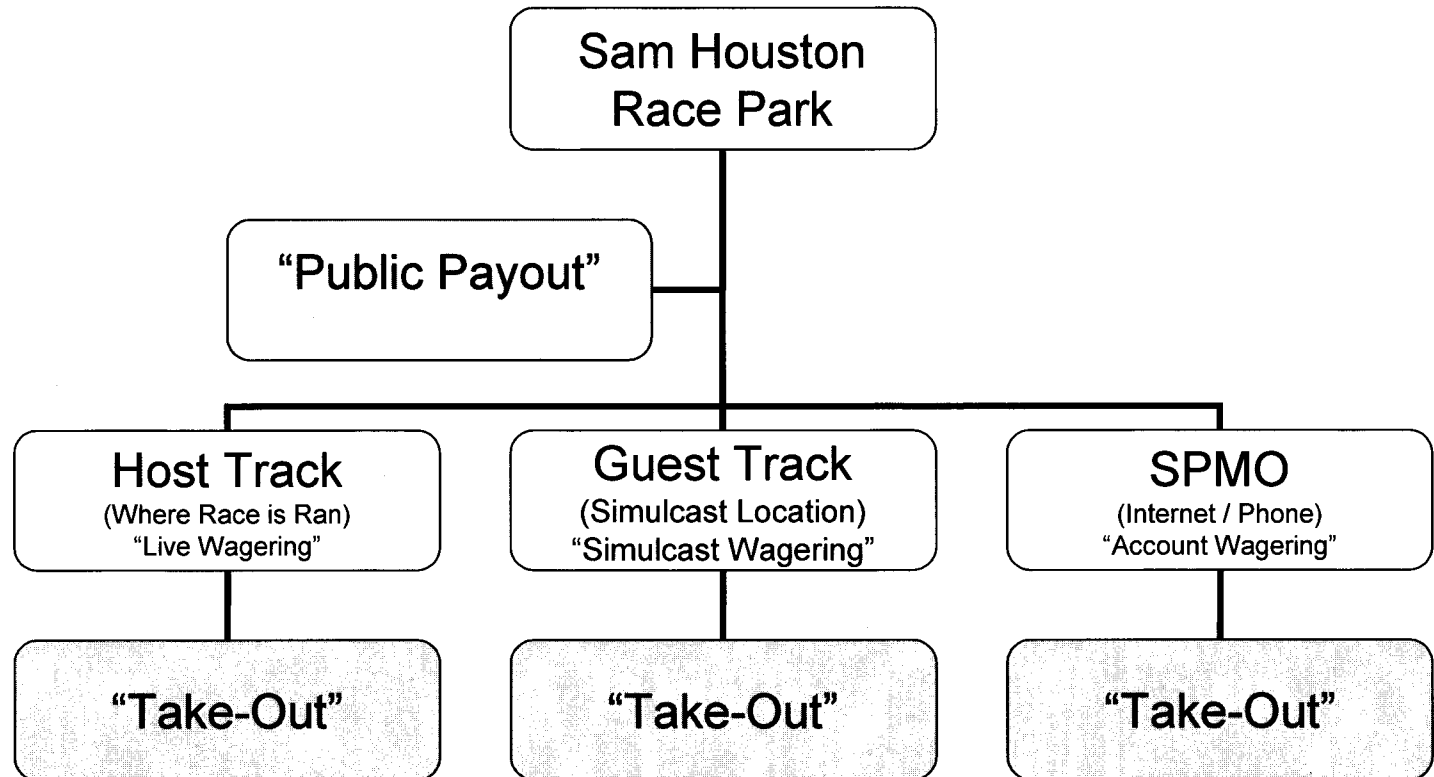 Sam Houston
Race Park
“Public Payout”
Host Track
(Where Race is Ran)
“Live Wagering”
Guest Track
(Simulcast Location)
“Simulcast Wagering”
SPMO
(Internet / Phone)
“Account Wagering”
“Take-Out”
“Take-Out”
“Take-Out”